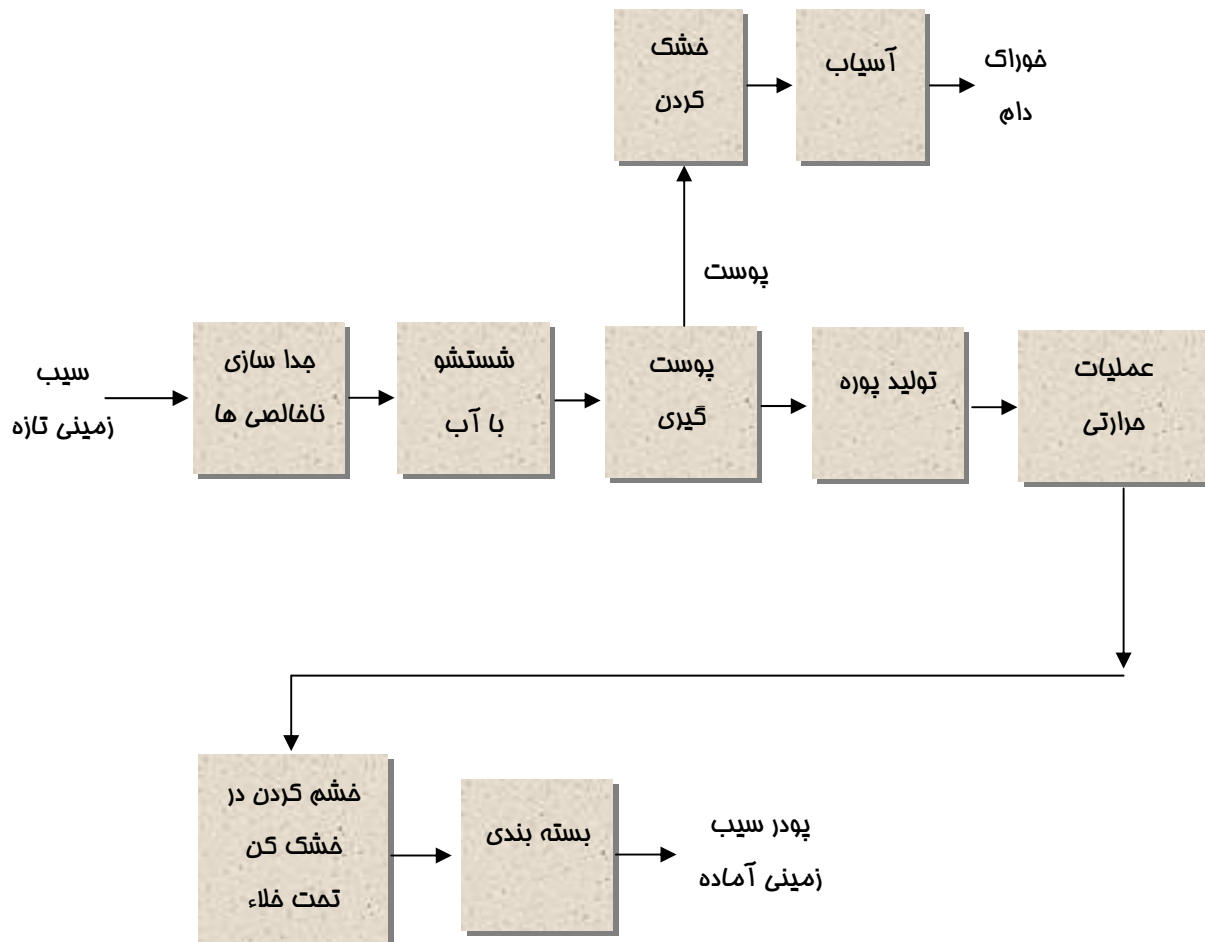 خشک
کردن
آسیاب
خوراک
دام
پوست
سیب
زمینی تازه
جدا سازی
ناخالصی ها
شستشو
با آب
پوست
گیری
تولید پوره
عملیات
حرارتی
خشم کردن در
خشک کن
تحت خلاء
بسته بندی
پودر سیب
زمینی آماده